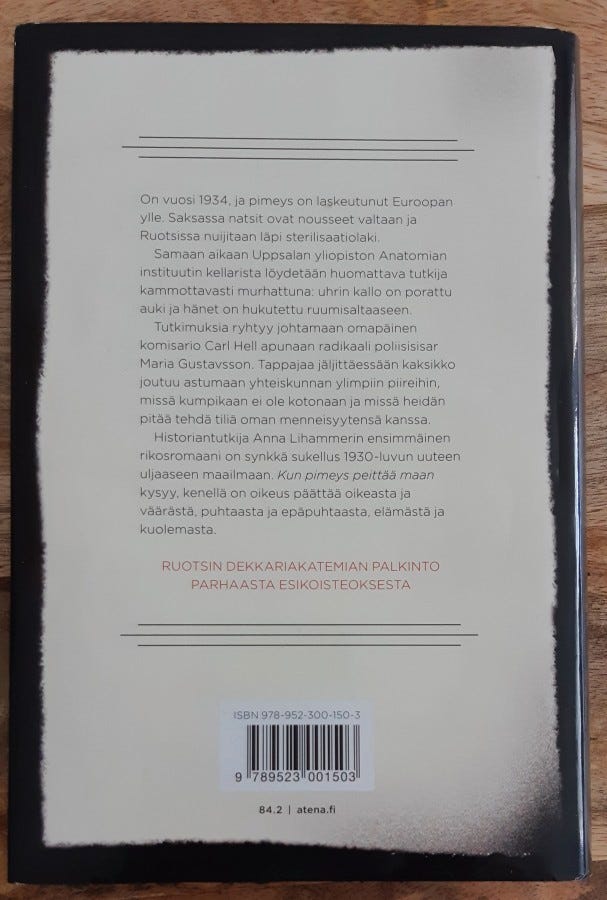 On vuosi 1934, ja pimeys on laskeutunut Euroopan
ylle. Saksassa natsit ovat nousseet valtaan ja
Ruotsissa nuijitaan läpi sterilisaatiolaki.
Samaan aikaan Uppsalan yliopiston Anatomian
instituutin kellarista löydetään huomattava tutkija
kammottavasti murhattuna: uhrin kallo on porattu
auki ja hänet on hukutettu ruumisaltaaseen.
Tutkimuksia ryhtyy johtamaan omapäinen
komisario Carl Hell apunaan radikaali poliisisisar
Maria Gustavsson. Tappajaa jäljittäessään kaksikko
joutuu astumaan yhteiskunnan ylimpiin piireihin,
missä kumpikaan ei ole kotonaan ja missä heidän
pitää tehdä tiliä oman menneisyytensä kanssa.
Historiantutkija Anna Lihammerin ensimmäinen
rikosromaani on synkkä sukellus 1930-luvun uuteen
uljaaseen maailmaan. Kun pimeys peittää maan
kysyy, kenellä on oikeus päättää oikeasta ja
väärästä, puhtaasta ja epäpuhtaasta, elämästä ja
kuolemasta.
RUOTSIN DEKKARIAKATEMIAN PALKINTO
PARHAASTA ESIKOISTEOKSESTA
ISBN 978-952-300-150-3
9 789523 001503
84.2 | atena.fi